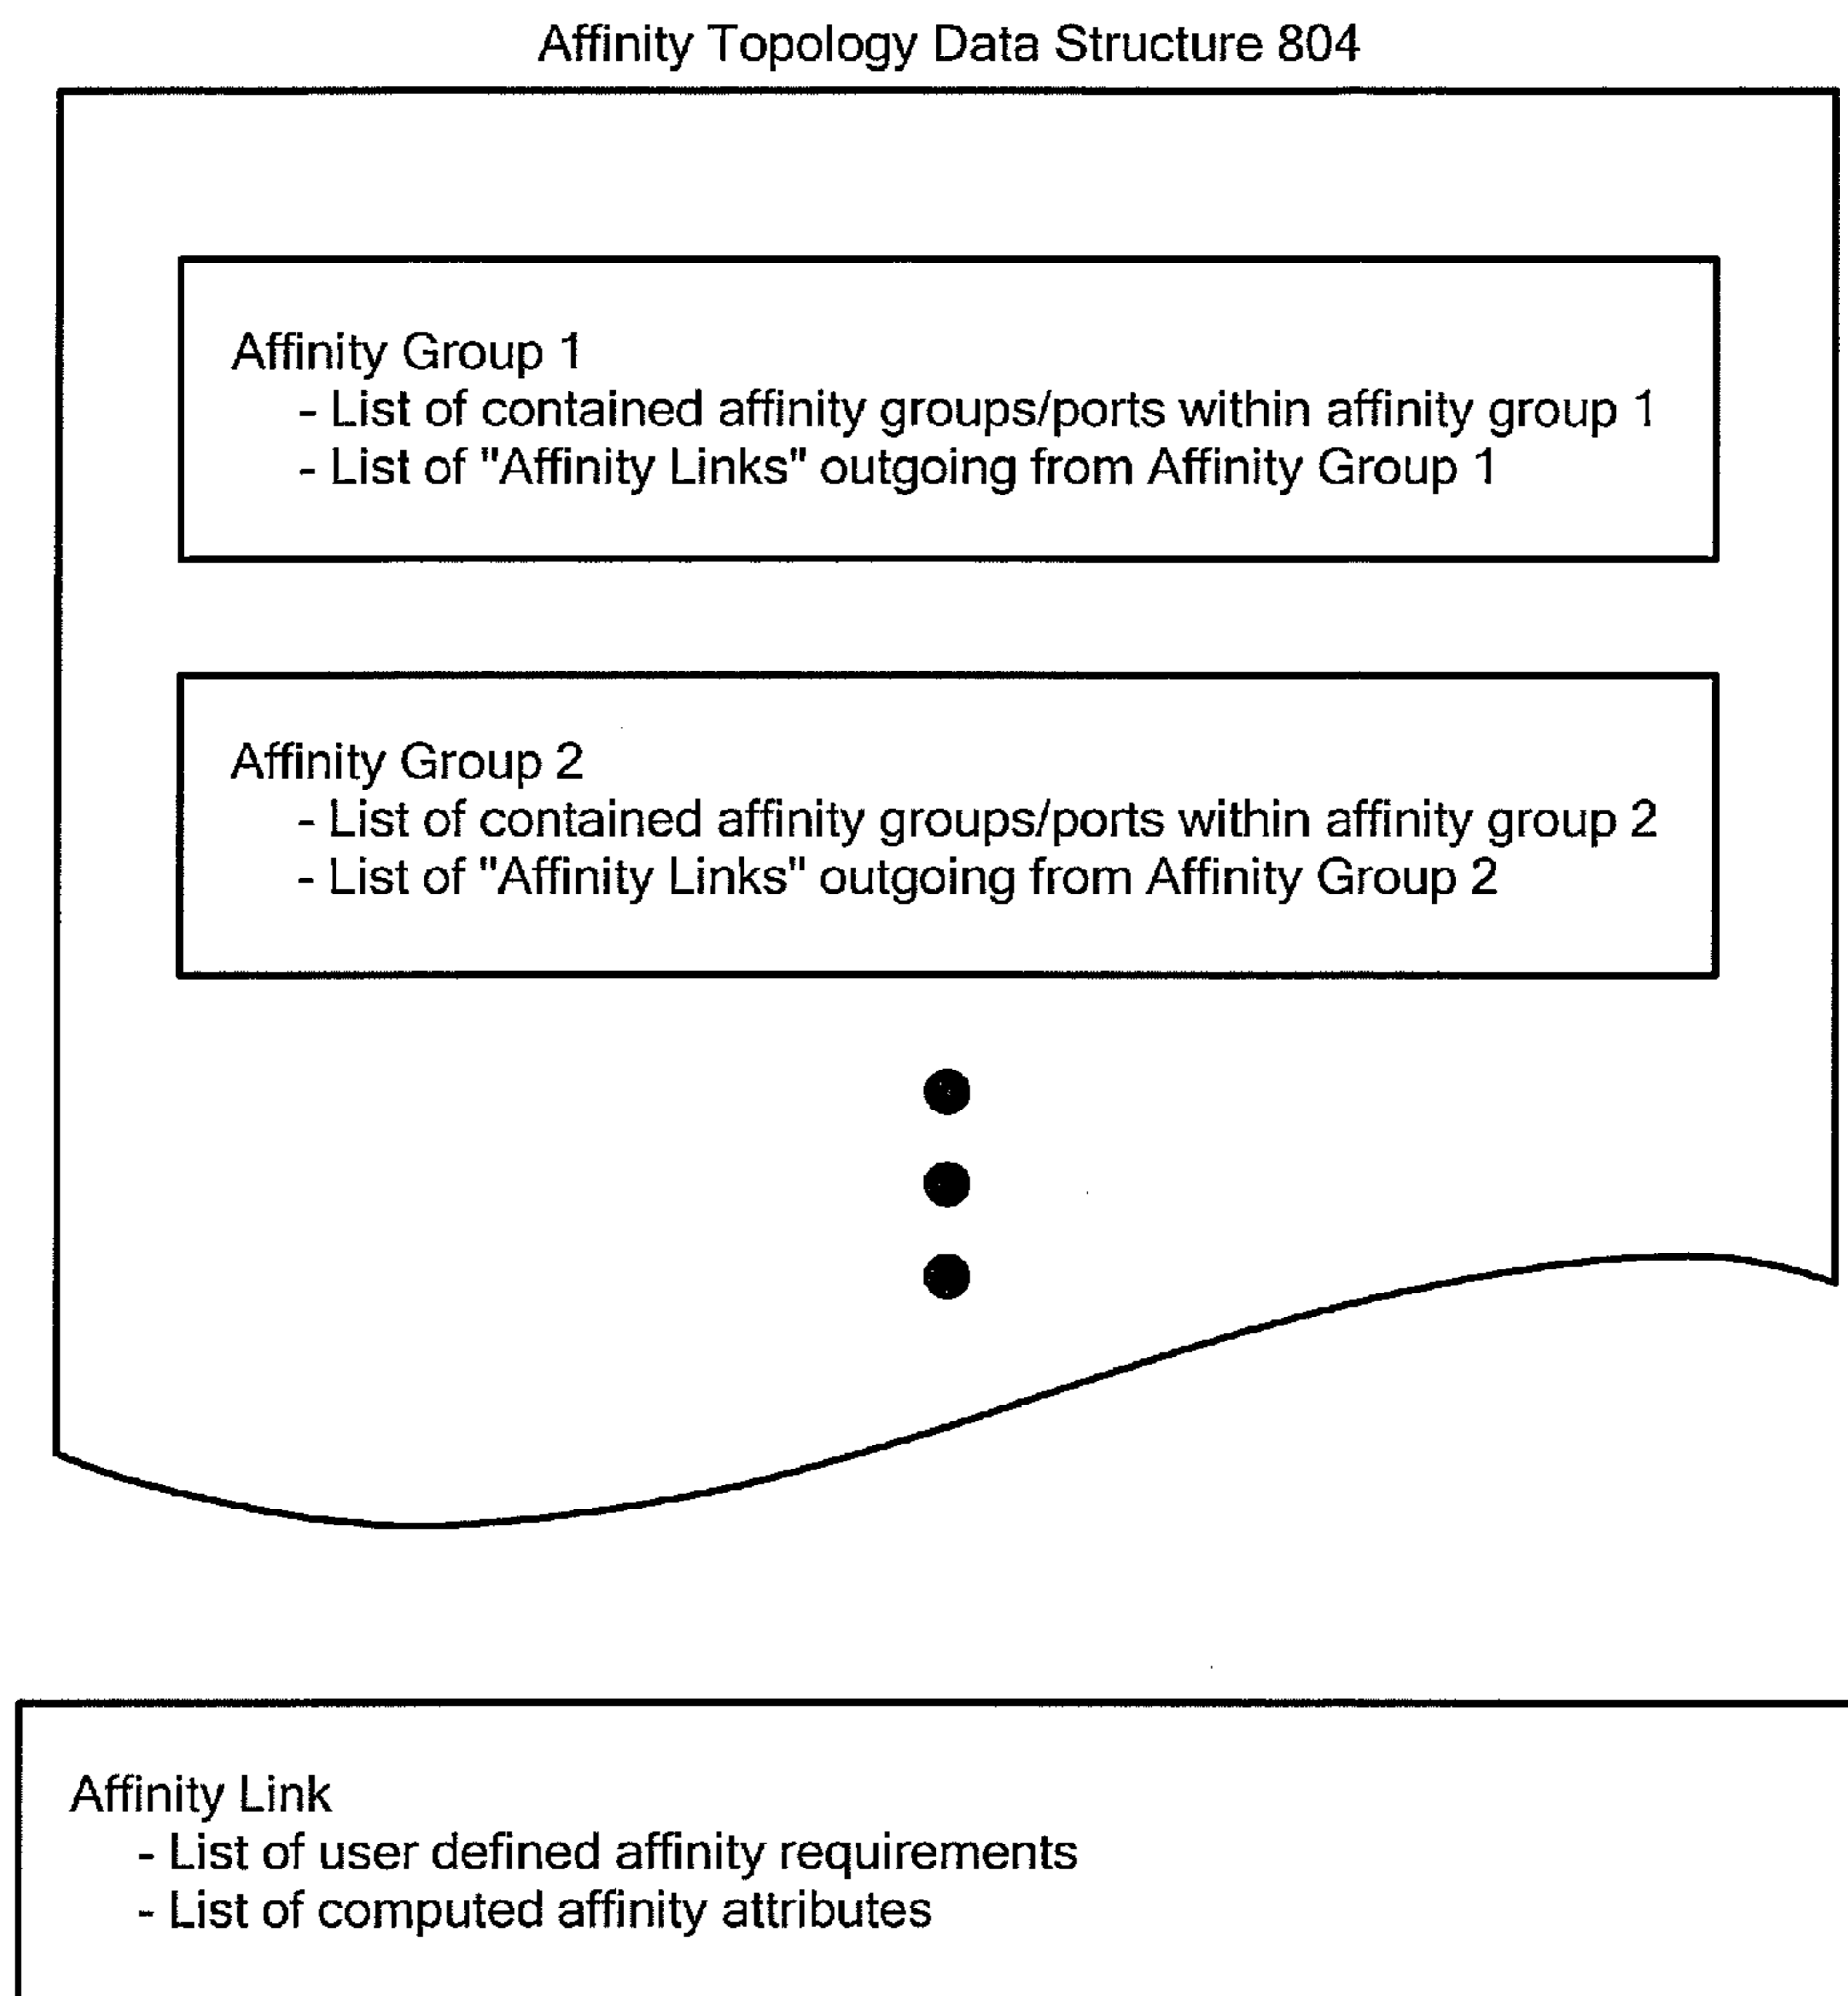 Affinity Topology Data Structure 804
Affinity Group 1
- List of contained affinity groups/ports within affinity group 1
- List of "Affinity Links" outgoing from Affinity Group 1
Affinity Group 2
- List of contained affinity groups/ports within affinity group 2
- List of "Affinity Links" outgoing from Affinity Group 2
Affinity Link
- List of user defined affinity requirements
- List of computed affinity attributes